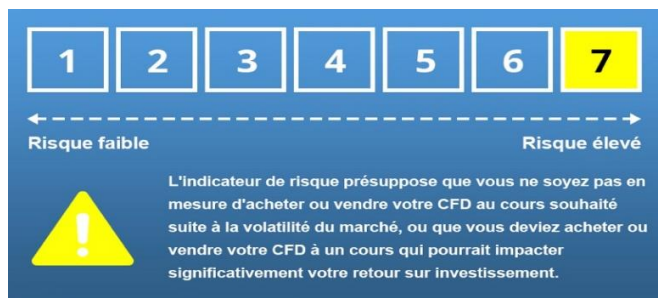 1 2 3 4 5 6 7
Risque faible Risque élevé
L'indicateur de risque présuppose que vous ne soyez pas en
mesure d'acheter ou vendre votre CFD au cours souhaité
suite à la volatilité du marché, ou que vous deviez acheter ou
vendre votre CFD à un cours qui pourrait impacter
significativement votre retour sur investissement.